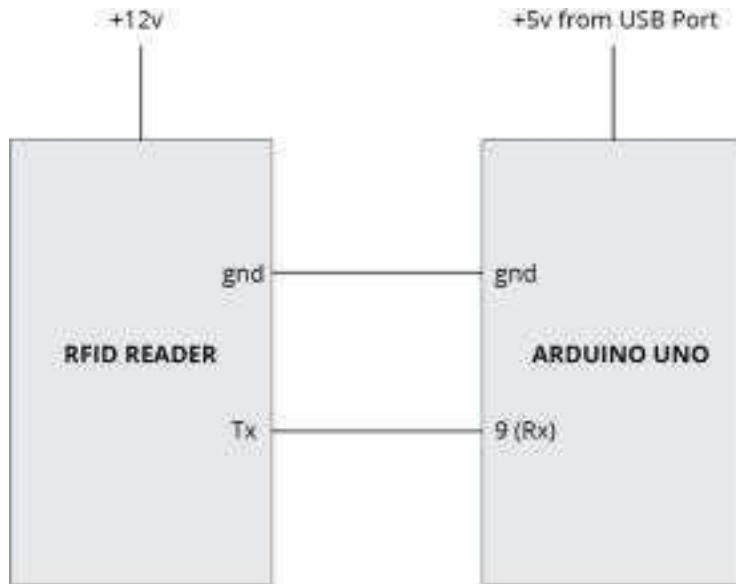 +12v
+5v from USB Port
gnd
gnd
RFID READER
ARDUINO UNO
Tx
9 (Rx)